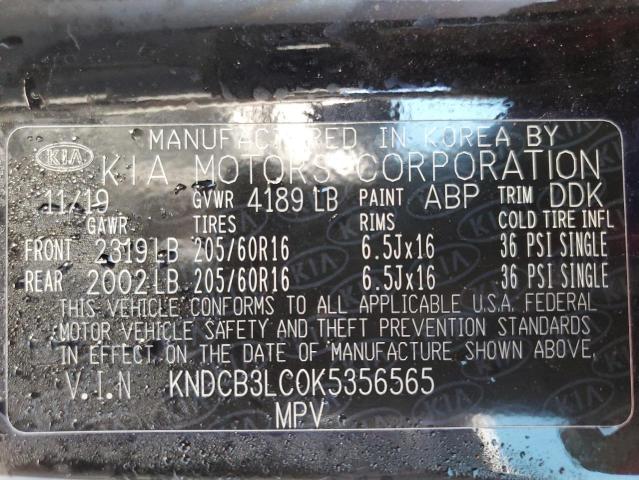 MANUFACTURED IN KOREA BY
KIA KIA MOTORS CORPORATION
11/19 GVWR 4189 LB PAINT ABP TRIM DDK
GAWR TIRES RIMS COLD TIRE INFL
FRONT 2319 LB 205/60R16 6.5Jx16 36 PSI SINGLE
REAR 2002 LB 205/60R16 6.5Jx16 36 PSI SINGLE
THIS VEHICLE CONFORMS TO ALL APPLICABLE U.S.A. FEDERAL
MOTOR VEHICLE SAFETY AND THEFT PREVENTION STANDARDS
IN EFFECT ON THE DATE OF MANUFACTURE SHOWN ABOVE.
V.I.N KNDCB3LC0K5356565
MPV